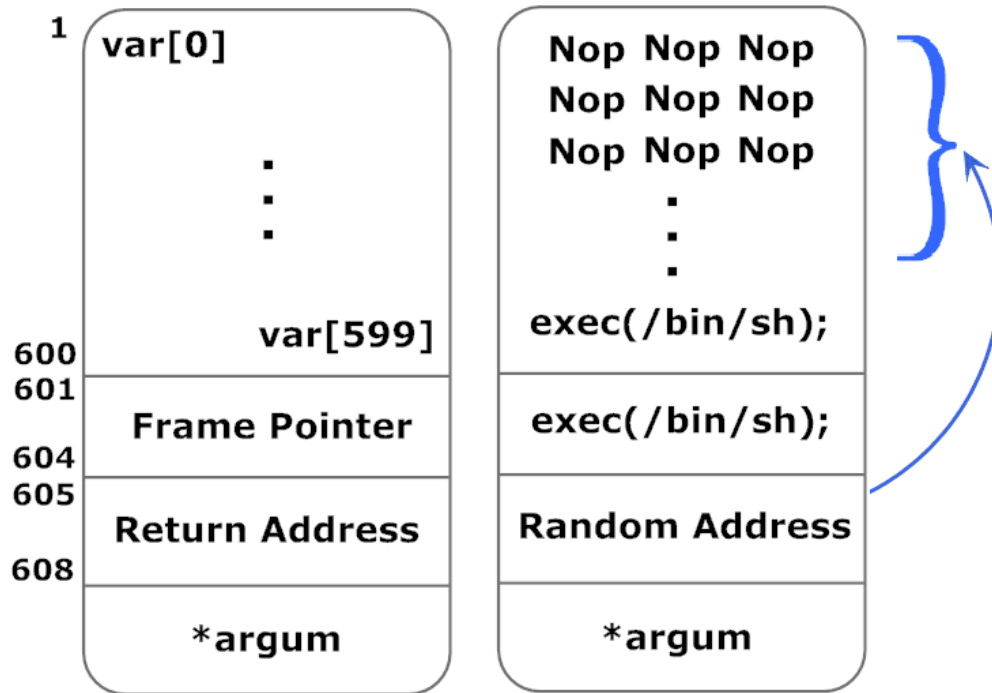 1
var[0]
var[599]
600
601
Frame Pointer
604
605
Return Address
608
*argum
Nop Nop Nop
Nop Nop Nop
Nop Nop Nop
exec(/bin/sh);
exec(/bin/sh);
Random Address
*argum